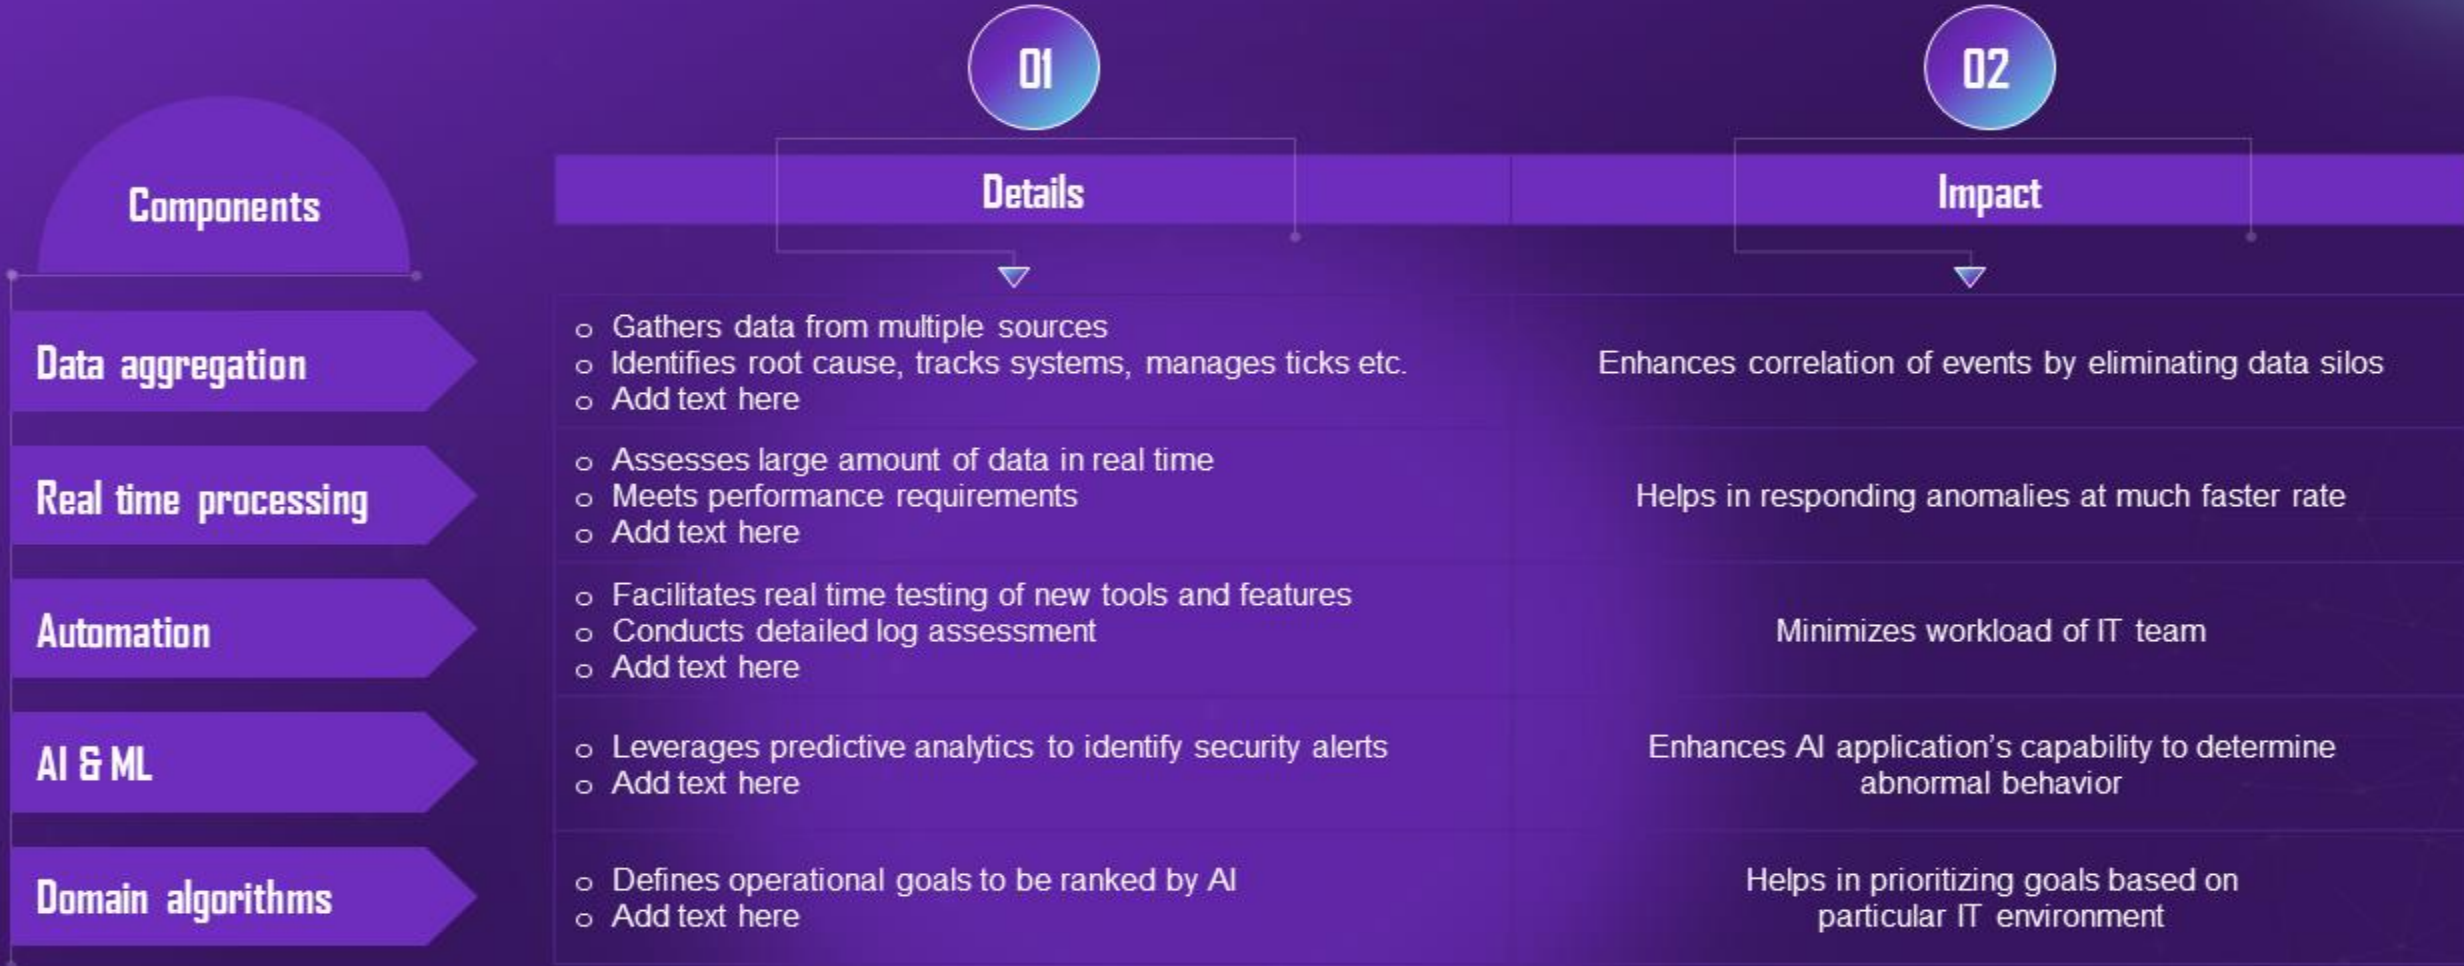 01
02
Components
Details
Impact
Data aggregation
o Gathers data from multiple sources
o Identifies root cause, tracks systems, manages ticks etc.
o Add text here
Enhances correlation of events by eliminating data silos
Real time processing
o Assesses large amount of data in real time
o Meets performance requirements
o Add text here
Helps in responding anomalies at much faster rate
Automation
o Facilitates real time testing of new tools and features
o Conducts detailed log assessment
o Add text here
Minimizes workload of IT team
AI & ML
o Leverages predictive analytics to identify security alerts
o Add text here
Enhances AI application’s capability to determine
abnormal behavior
Domain algorithms
o Defines operational goals to be ranked by AI
o Add text here
Helps in prioritizing goals based on
particular IT environment